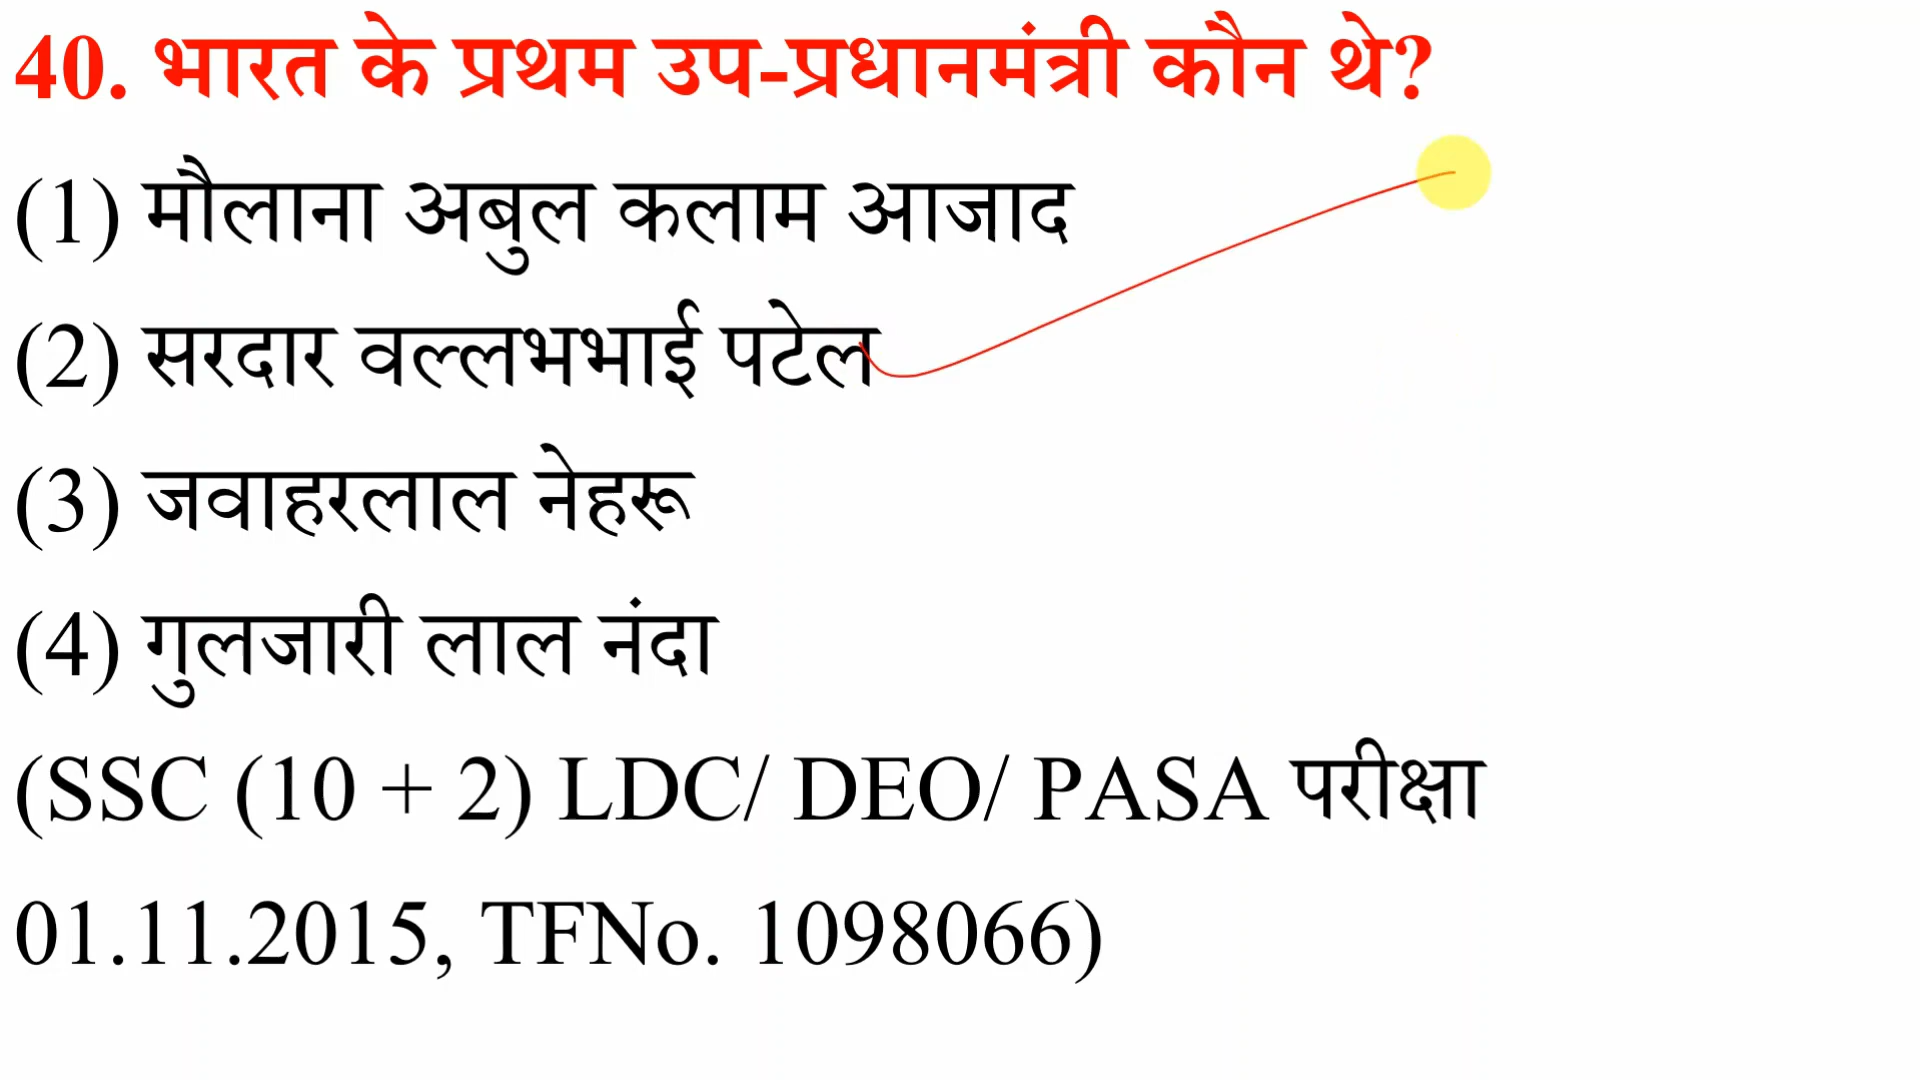 40. भारत के प्रथम उप-प्रधानमंत्री कौन थे?
(1) मौलाना अबुल कलाम आजाद
(2) सरदार वल्लभभाई पटेल
(3) जवाहरलाल नेहरू
(4) गुलजारी लाल नंदा
(SSC (10 + 2) LDC/ DEO/ PASA परीक्षा
01.11.2015, TFNo. 1098066)